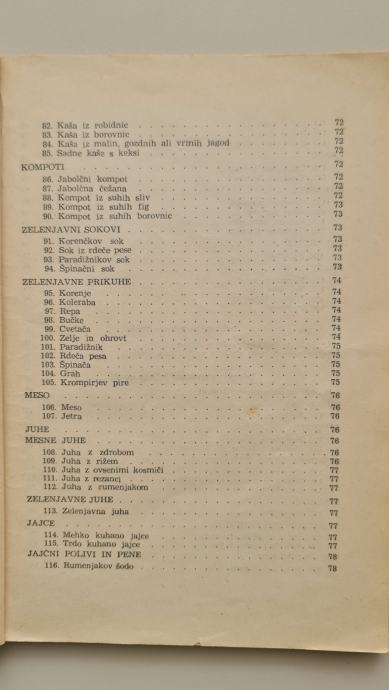 82. Kaša iz robidnic . . . . . . . . . . . . . 72
83. Kaša iz borovnic . . . . . . . . . . . . . 72
84. Kaša iz malin, gozdnih ali vrtnih jagod . . . . . . . 72
85. Sadne kaše s keksi . . . . . . . . . . . . 72
KOMPOTI . . . . . . . . . . . . . . . 72
86. Jabolčni kompot . . . . . . . . . . . . . 72
87. Jabolčna čežana . . . . . . . . . . . . . 72
88. Kompot iz suhih sliv . . . . . . . . . . . . 72
89. Kompot iz suhih fig . . . . . . . . . . . . 73
90. Kompot iz suhih borovnic . . . . . . . . . . . 73
ZELENJAVNI SOKOVI . . . . . . . . . . . . . 73
91. Korenčkov sok . . . . . . . . . . . . . 73
92. Sok iz rdeče pese . . . . . . . . . . . . 73
93. Paradižnikov sok . . . . . . . . . . . . 73
94. Špinačni sok . . . . . . . . . . . . . 73
ZELENJAVNE PRIKUHE . . . . . . . . . . . . 74
95. Korenje . . . . . . . . . . . . . . 74
96. Koleraba . . . . . . . . . . . . . . 74
97. Repa . . . . . . . . . . . . . . . 74
98. Bučke . . . . . . . . . . . . . . . 74
99. Cvetača . . . . . . . . . . . . . . 74
100. Zelje in ohrovt . . . . . . . . . . . . . 74
101. Paradižnik . . . . . . . . . . . . . . 75
102. Rdeča pesa . . . . . . . . . . . . . . 75
103. Špinača . . . . . . . . . . . . . . 75
104. Grah . . . . . . . . . . . . . . . 75
105. Krompirjev pire . . . . . . . . . . . . . 75
MESO . . . . . . . . . . . . . . . . 76
106. Meso . . . . . . . . . . . . . . . 76
107. Jetra . . . . . . . . . . . . . . . 76
JUHE . . . . . . . . . . . . . . . . 76
MESNE JUHE . . . . . . . . . . . . . . 76
108. Juha z zdrobom . . . . . . . . . . . . . 76
109. Juha z rižem . . . . . . . . . . . . . 76
110. Juha z ovsenimi kosmiči . . . . . . . . . . . 77
111. Juha z rezanci . . . . . . . . . . . . . 77
112. Juha z rumenjakom . . . . . . . . . . . . 77
ZELENJAVNE JUHE . . . . . . . . . . . . . 77
113. Zelenjavna juha . . . . . . . . . . . . . 77
JAJCE . . . . . . . . . . . . . . . . 77
114. Mehko kuhano jajce . . . . . . . . . . . . 77
115. Trdo kuhano jajce . . . . . . . . . . . . 77
JAJČNI POLIVI IN PENE . . . . . . . . . . . . 78
116. Rumenjakov šodo . . . . . . . . . . . . . 78